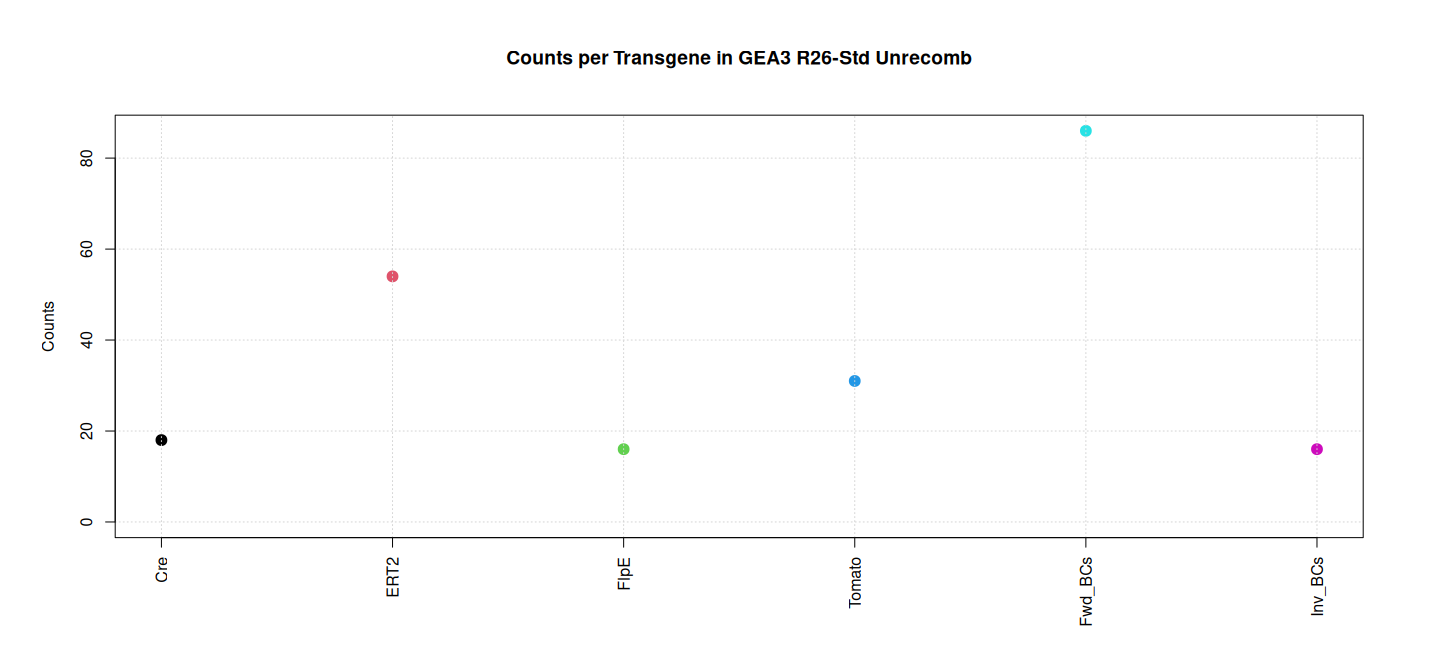 Counts per Transgene in GEA3 R26-Std Unrecomb
Counts
80
60
40
20
0
Cre
ERT2
FlpE
Tomato
Fwd_BCs
Inv_BCs